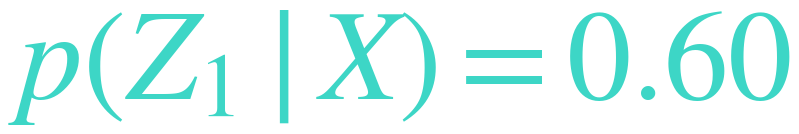 p(Z₁ | X) = 0.60